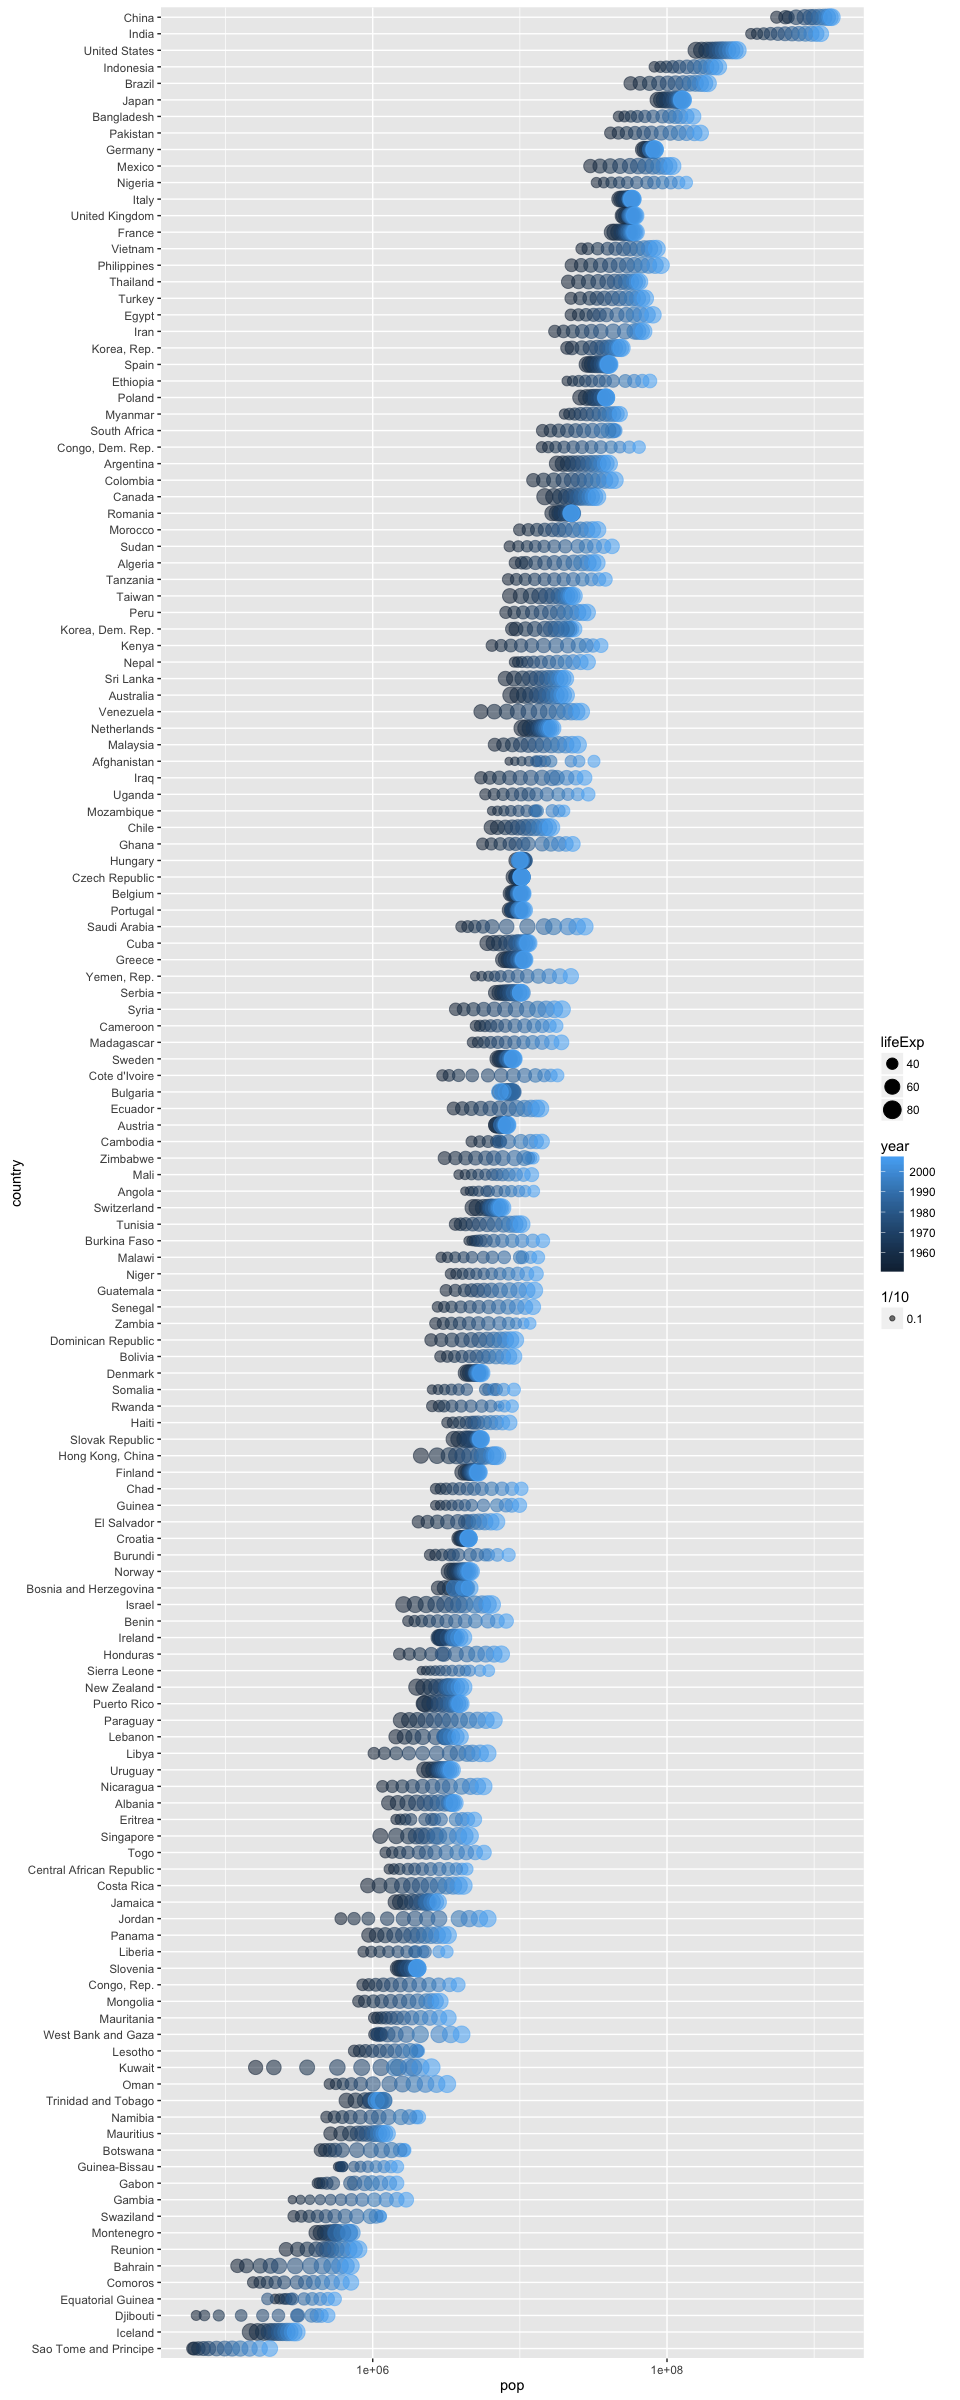 China
India
United States
Indonesia
Brazil
Japan
Bangladesh
Pakistan
Germany
Mexico
Nigeria
Italy
United Kingdom
France
Vietnam
Philippines
Thailand
Turkey
Egypt
Iran
Korea, Rep.
Spain
Ethiopia
Poland
Myanmar
South Africa
Congo, Dem. Rep.
Argentina
Colombia
Canada
Romania
Morocco
Sudan
Algeria
Tanzania
Taiwan
Peru
Korea, Dem. Rep.
Kenya
Nepal
Sri Lanka
Australia
Venezuela
Netherlands
Malaysia
Afghanistan
Iraq
Uganda
Mozambique
Chile
Ghana
Hungary
Czech Republic
Belgium
Portugal
Saudi Arabia
Cuba
Greece
Yemen, Rep.
Serbia
Syria
Cameroon
Madagascar
Sweden
Cote d'Ivoire
Bulgaria
Ecuador
Austria
Cambodia
Zimbabwe
Mali
Angola
Switzerland
Tunisia
Burkina Faso
Malawi
Niger
Guatemala
Senegal
Zambia
Dominican Republic
Bolivia
Denmark
Somalia
Rwanda
Haiti
Slovak Republic
Hong Kong, China
Finland
Chad
Guinea
El Salvador
Croatia
Burundi
Norway
Bosnia and Herzegovina
Israel
Benin
Ireland
Honduras
Sierra Leone
New Zealand
Puerto Rico
Paraguay
Lebanon
Libya
Uruguay
Nicaragua
Albania
Eritrea
Singapore
Togo
Central African Republic
Costa Rica
Jamaica
Jordan
Panama
Liberia
Slovenia
Congo, Rep.
Mongolia
Mauritania
West Bank and Gaza
Lesotho
Kuwait
Oman
Trinidad and Tobago
Namibia
Mauritius
Botswana
Guinea-Bissau
Gabon
Gambia
Swaziland
Montenegro
Reunion
Bahrain
Comoros
Equatorial Guinea
Djibouti
Iceland
Sao Tome and Principe
country
1e+06
1e+08
pop
lifeExp
40
60
80
year
2000
1990
1980
1970
1960
1/10
0.1